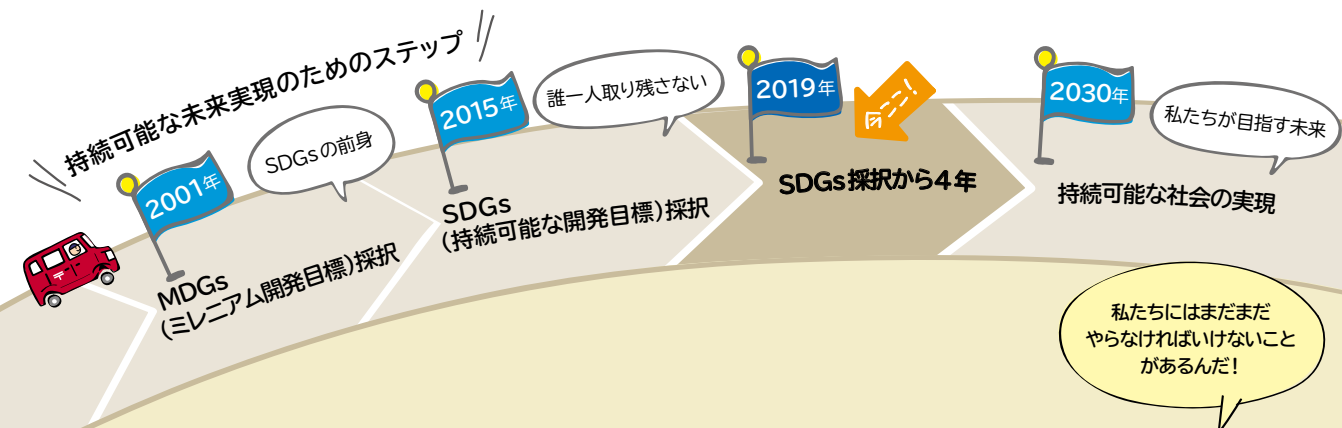 持続可能な未来実現のためのステップ
2001年
SDGsの前身
MDGs
(ミレニアム開発目標)採択
2015年
誰一人取り残さない
SDGs
(持続可能な開発目標)採択
2019年
今ここ!
SDGs採択から4年
2030年
私たちが目指す未来
持続可能な社会の実現
私たちにはまだまだ
やらなければいけないこと
があるんだ!
〒